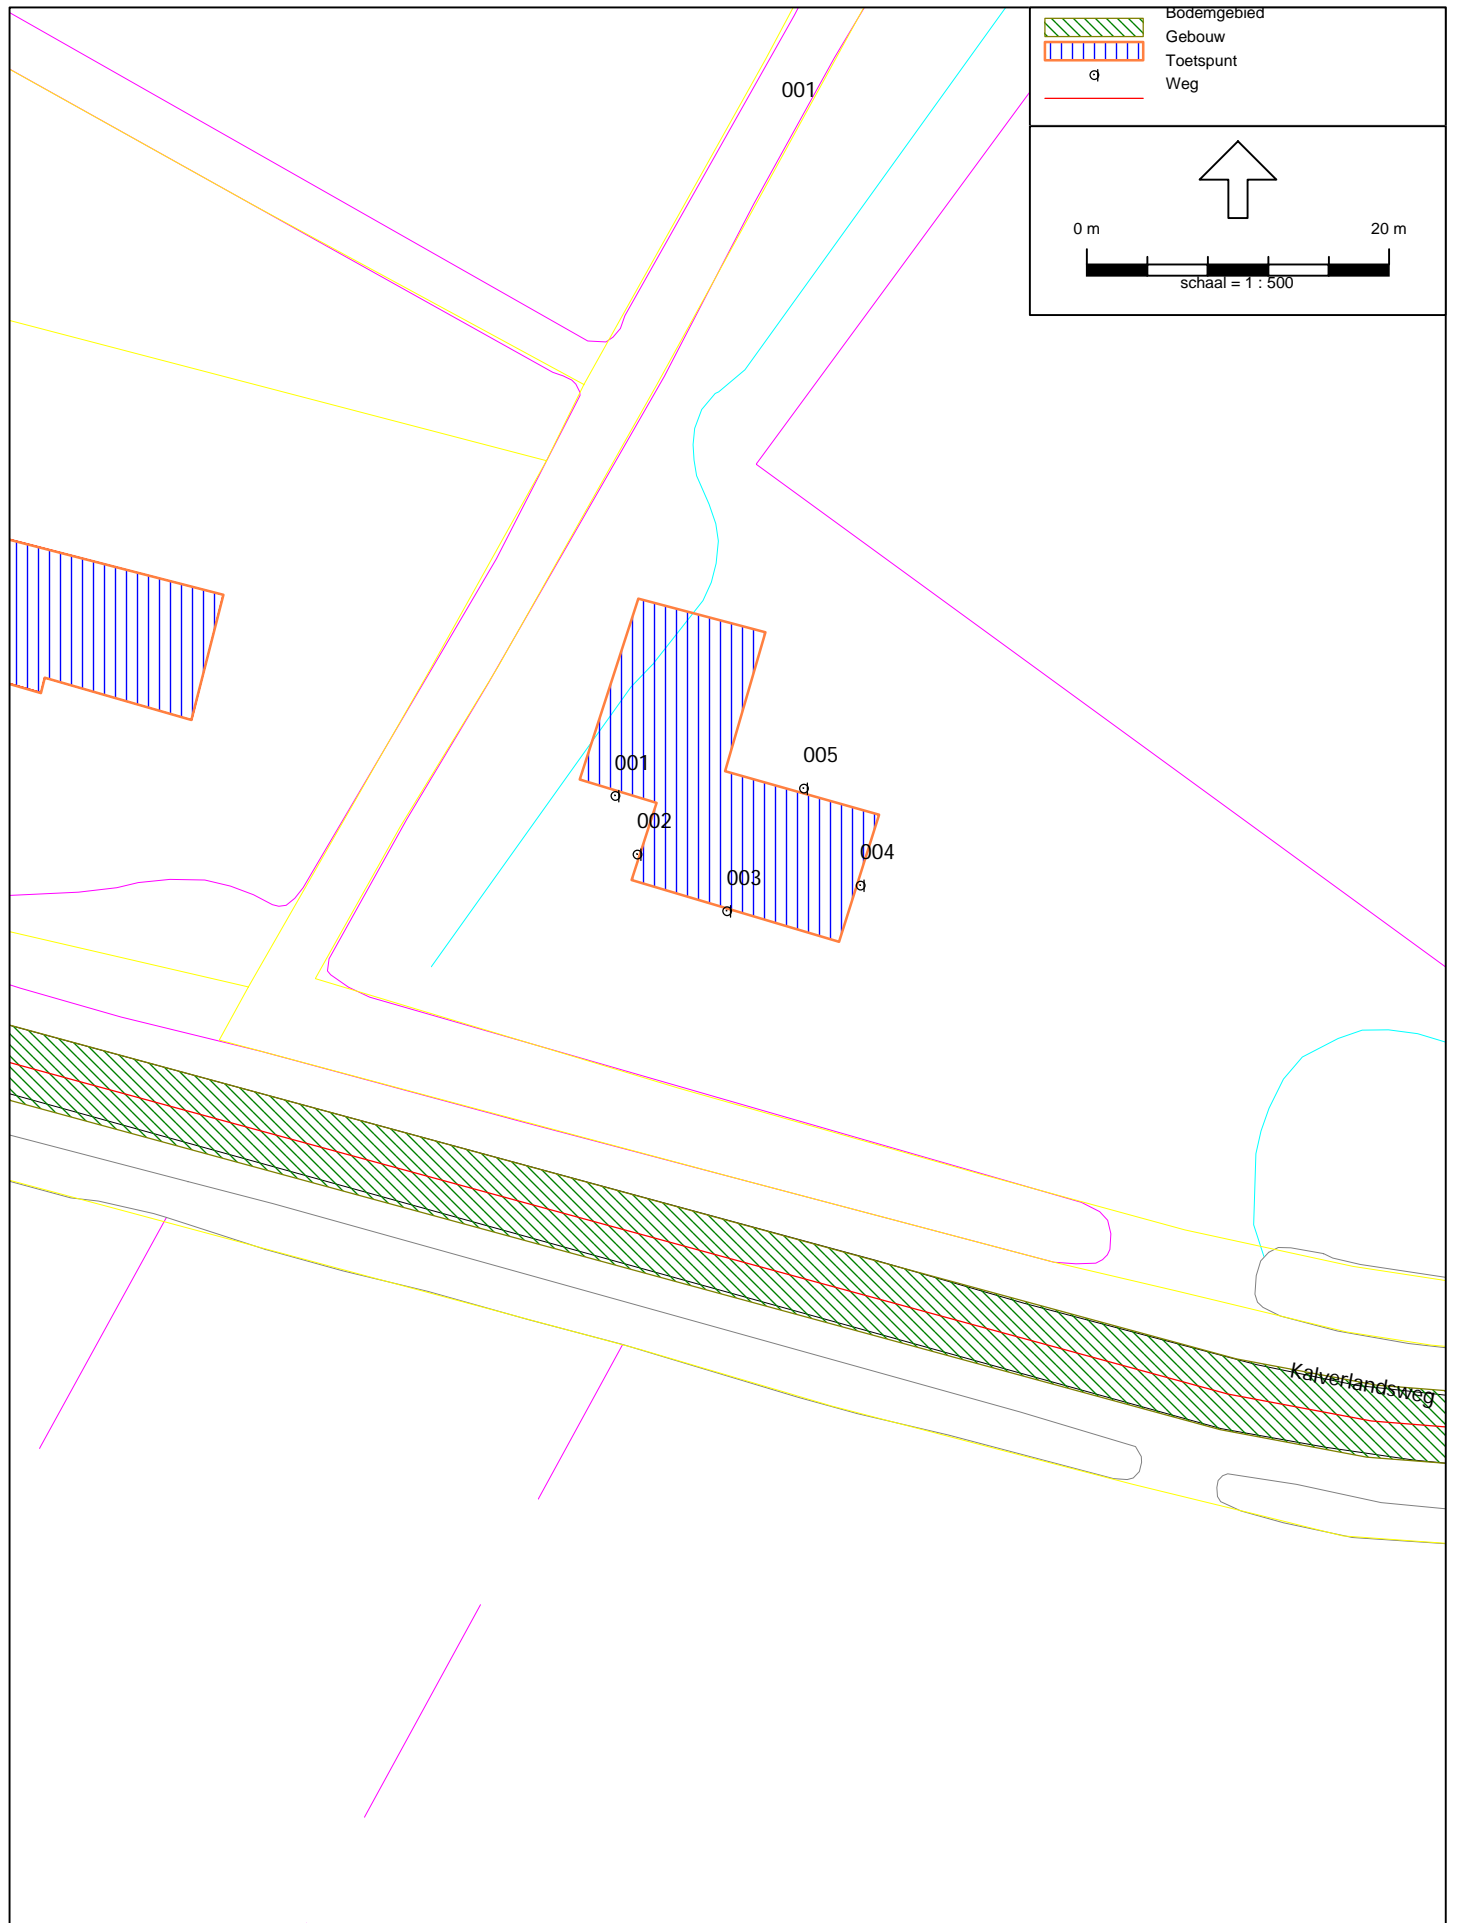 Bodemgebied
Gebouw
Toetspunt
Weg
001
0 m 20 m
schaal = 1 : 500
005
001
002
004
003
Kalverlandsweg